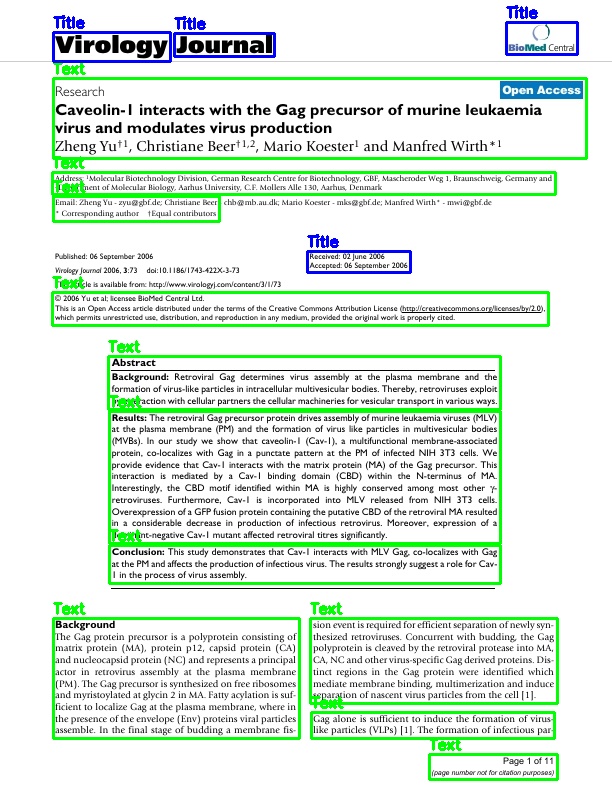 Title
Title
Title
Virology Journal
BioMed Central
Text
Research
Open Access
Caveolin-1 interacts with the Gag precursor of murine leukaemia
virus and modulates virus production
Zheng Yu†1, Christiane Beer†1,2, Mario Koester1 and Manfred Wirth*1
Text
Address: 1Molecular Biotechnology Division, German Research Centre for Biotechnology, GBF, Mascheroder Weg 1, Braunschweig, Germany and
Text
of Molecular Biology, Aarhus University, C.F. Møllers Alle 130, Aarhus, Denmark
Email: Zheng Yu - zyu@gbf.de; Christiane Beer chb@mb.au.dk; Mario Koester - mks@gbf.de; Manfred Wirth* - mwi@gbf.de
* Corresponding author †Equal contributors
Title
Published: 06 September 2006
Received: 02 June 2006
Accepted: 06 September 2006
Virology Journal 2006, 3:73 doi:10.1186/1743-422X-3-73
Text
article is available from: http://www.virologyj.com/content/3/1/73
© 2006 Yu et al; licensee BioMed Central Ltd.
This is an Open Access article distributed under the terms of the Creative Commons Attribution License (http://creativecommons.org/licenses/by/2.0),
which permits unrestricted use, distribution, and reproduction in any medium, provided the original work is properly cited.
Text
Abstract
Background: Retroviral Gag determines virus assembly at the plasma membrane and the
formation of virus-like particles in intracellular multivesicular bodies. Thereby, retroviruses exploit
Text
with cellular partners the cellular machineries for vesicular transport in various ways.
Results: The retroviral Gag precursor protein drives assembly of murine leukaemia viruses (MLV)
at the plasma membrane (PM) and the formation of virus like particles in multivesicular bodies
(MVBs). In our study we show that caveolin-1 (Cav-1), a multifunctional membrane-associated
protein, co-localizes with Gag in a punctate pattern at the PM of infected NIH 3T3 cells. We
provide evidence that Cav-1 interacts with the matrix protein (MA) of the Gag precursor. This
interaction is mediated by a Cav-1 binding domain (CBD) within the N-terminus of MA.
Interestingly, the CBD motif identified within MA is highly conserved among most other γ-
retroviruses. Furthermore, Cav-1 is incorporated into MLV released from NIH 3T3 cells.
Overexpression of a GFP fusion protein containing the putative CBD of the retroviral MA resulted
in a considerable decrease in production of infectious retrovirus. Moreover, expression of a
Text
Cav-1 mutant affected retroviral titres significantly.
Conclusion: This study demonstrates that Cav-1 interacts with MLV Gag, co-localizes with Gag
at the PM and affects the production of infectious virus. The results strongly suggest a role for Cav-
1 in the process of virus assembly.
Text
Background
The Gag protein precursor is a polyprotein consisting of
matrix protein (MA), protein p12, capsid protein (CA)
and nucleocapsid protein (NC) and represents a principal
actor in retrovirus assembly at the plasma membrane
(PM). The Gag precursor is synthesized on free ribosomes
and myristoylated at glycin 2 in MA. Fatty acylation is suf-
ficient to localize Gag at the plasma membrane, where in
the presence of the envelope (Env) proteins viral particles
assemble. In the final stage of budding a membrane fis-
Text
sion event is required for efficient separation of newly syn-
thesized retroviruses. Concurrent with budding, the Gag
polyprotein is cleaved by the retroviral protease into MA,
CA, NC and other virus-specific Gag derived proteins. Dis-
tinct regions in the Gag protein were identified which
mediate membrane binding, multimerization and induce
separation of nascent virus particles from the cell [1].
Text
Gag alone is sufficient to induce the formation of virus-
like particles (VLPs) [1]. The formation of infectious par-
Text
Page 1 of 11
(page number not for citation purposes)